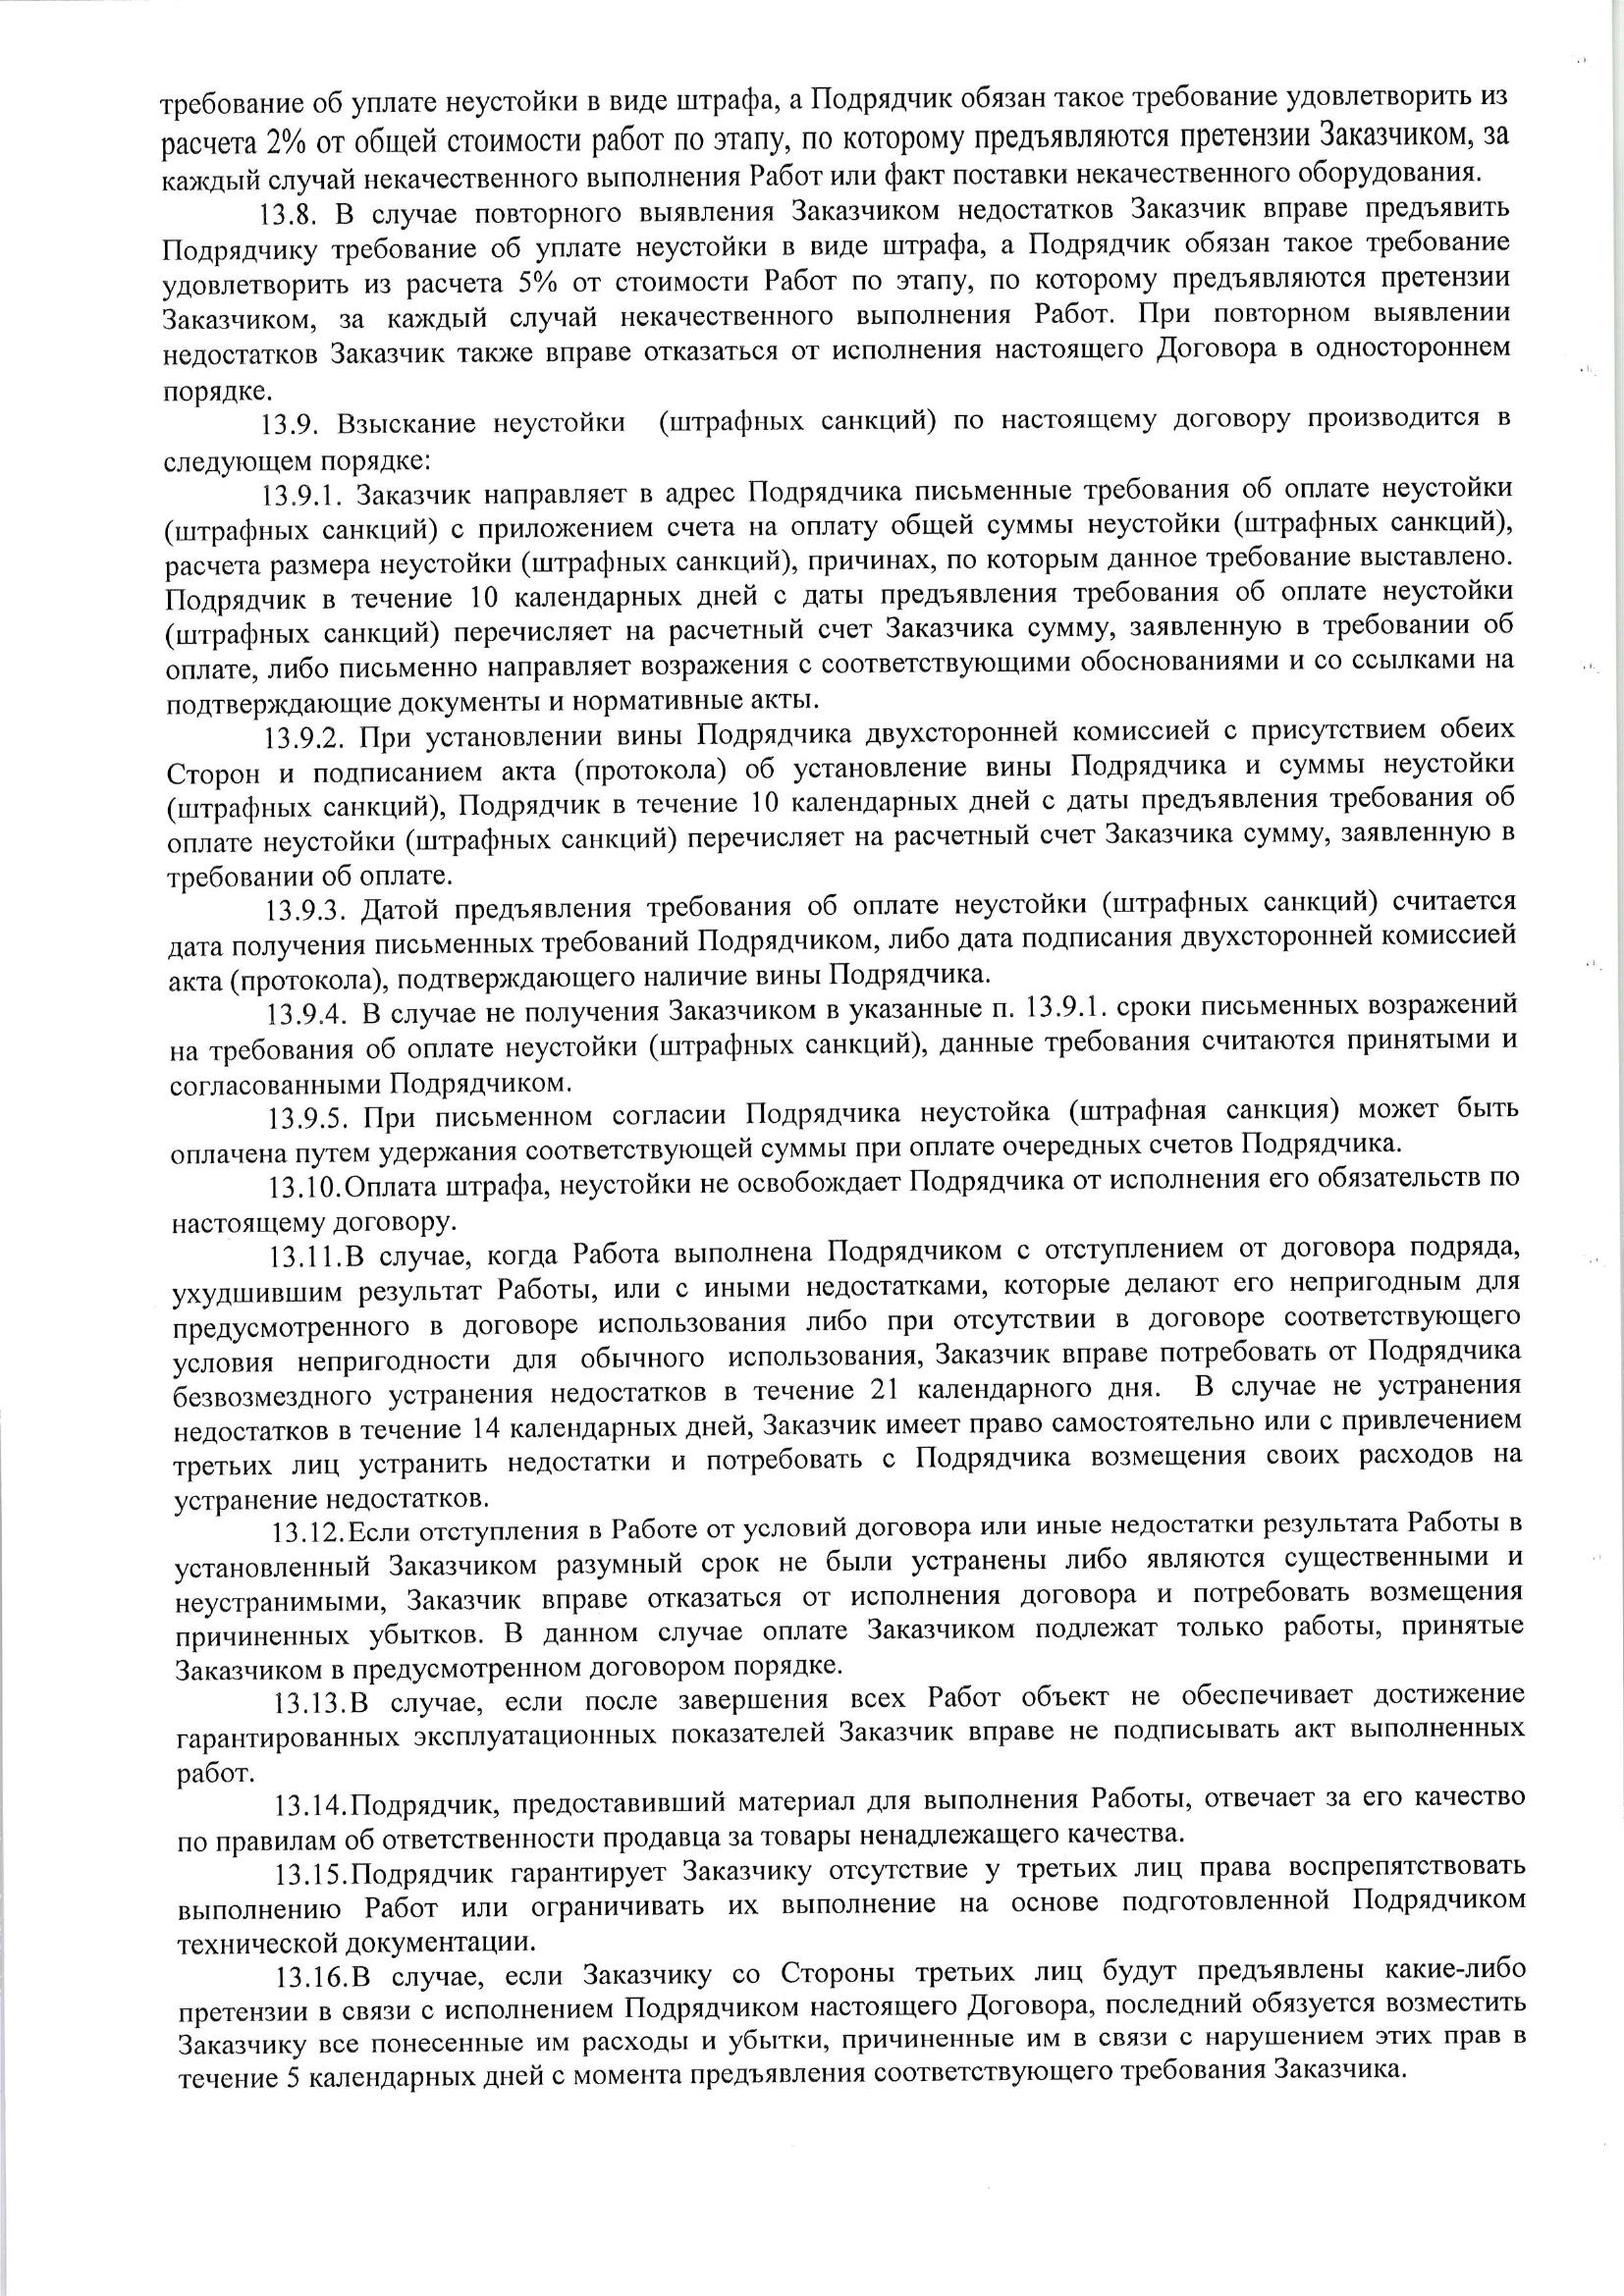 требование об уплате неустойки в виде штрафа, а Подрядчик обязан такое требование удовлетворить из
расчета 2% от общей стоимости работ по этапу, по которому предъявляются претензии Заказчиком, за
каждый случай некачественного выполнения Работ или факт поставки некачественного оборудования.
13.8. В случае повторного выявления Заказчиком недостатков Заказчик вправе предъявить
Подрядчику требование об уплате неустойки в виде штрафа, а Подрядчик обязан такое требование
удовлетворить из расчета 5% от стоимости Работ по этапу, по которому предъявляются претензии
Заказчиком, за каждый случай некачественного выполнения Работ. При повторном выявлении
недостатков Заказчик также вправе отказаться от исполнения настоящего Договора в одностороннем
порядке.
13.9. Взыскание неустойки (штрафных санкций) по настоящему договору производится в
следующем порядке:
13.9.1. Заказчик направляет в адрес Подрядчика письменные требования об оплате неустойки
(штрафных санкций) с приложением счета на оплату общей суммы неустойки (штрафных санкций),
расчета размера неустойки (штрафных санкций), причинах, по которым данное требование выставлено.
Подрядчик в течение 10 календарных дней с даты предъявления требования об оплате неустойки
(штрафных санкций) перечисляет на расчетный счет Заказчика сумму, заявленную в требовании об
оплате, либо письменно направляет возражения с соответствующими обоснованиями и со ссылками на
подтверждающие документы и нормативные акты.
13.9.2. При установлении вины Подрядчика двухсторонней комиссией с присутствием обеих
Сторон и подписанием акта (протокола) об установление вины Подрядчика и суммы неустойки
(штрафных санкций), Подрядчик в течение 10 календарных дней с даты предъявления требования об
оплате неустойки (штрафных санкций) перечисляет на расчетный счет Заказчика сумму, заявленную в
требовании об оплате.
13.9.3. Датой предъявления требования об оплате неустойки (штрафных санкций) считается
дата получения письменных требований Подрядчиком, либо дата подписания двухсторонней комиссией
акта (протокола), подтверждающего наличие вины Подрядчика.
13.9.4. В случае не получения Заказчиком в указанные п. 13.9.1. сроки письменных возражений
на требования об оплате неустойки (штрафных санкций), данные требования считаются принятыми и
согласованными Подрядчиком.
13.9.5. При письменном согласии Подрядчика неустойка (штрафная санкция) может быть
оплачена путем удержания соответствующей суммы при оплате очередных счетов Подрядчика.
13.10.Оплата штрафа, неустойки не освобождает Подрядчика от исполнения его обязательств по
настоящему договору.
13.11.В случае, когда Работа выполнена Подрядчиком с отступлением от договора подряда,
ухудшившим результат Работы, или с иными недостатками, которые делают его непригодным для
предусмотренного в договоре использования либо при отсутствии в договоре соответствующего
условия непригодности для обычного использования, Заказчик вправе потребовать от Подрядчика
безвозмездного устранения недостатков в течение 21 календарного дня. В случае не устранения
недостатков в течение 14 календарных дней, Заказчик имеет право самостоятельно или с привлечением
третьих лиц устранить недостатки и потребовать с Подрядчика возмещения своих расходов на
устранение недостатков.
13.12.Если отступления в Работе от условий договора или иные недостатки результата Работы в
установленный Заказчиком разумный срок не были устранены либо являются существенными и
неустранимыми, Заказчик вправе отказаться от исполнения договора и потребовать возмещения
причиненных убытков. В данном случае оплате Заказчиком подлежат только работы, принятые
Заказчиком в предусмотренном договором порядке.
13.13.В случае, если после завершения всех Работ объект не обеспечивает достижение
гарантированных эксплуатационных показателей Заказчик вправе не подписывать акт выполненных
работ.
13.14.Подрядчик, предоставивший материал для выполнения Работы, отвечает за его качество
по правилам об ответственности продавца за товары ненадлежащего качества.
13.15.Подрядчик гарантирует Заказчику отсутствие у третьих лиц права воспрепятствовать
выполнению Работ или ограничивать их выполнение на основе подготовленной Подрядчиком
технической документации.
13.16.В случае, если Заказчику со Стороны третьих лиц будут предъявлены какие-либо
претензии в связи с исполнением Подрядчиком настоящего Договора, последний обязуется возместить
Заказчику все понесенные им расходы и убытки, причиненные им в связи с нарушением этих прав в
течение 5 календарных дней с момента предъявления соответствующего требования Заказчика.